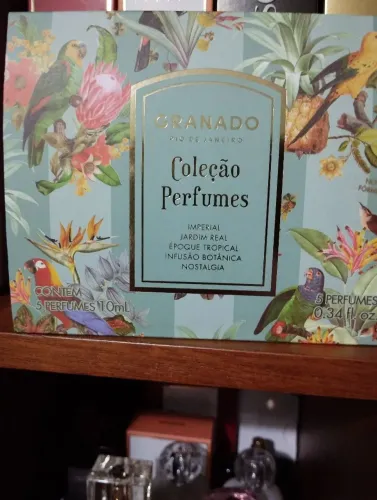 GRANADO
RIO DE JANEIRO
Coleção
Perfumes
IMPERIAL
JARDIM REAL
ÉPOQUE TROPICAL
INFUSÃO BOTÂNICA
NOSTALGIA
CONTÉM
5 PERFUMES 10mL
5 PERFUMES
0.34 fl. oz